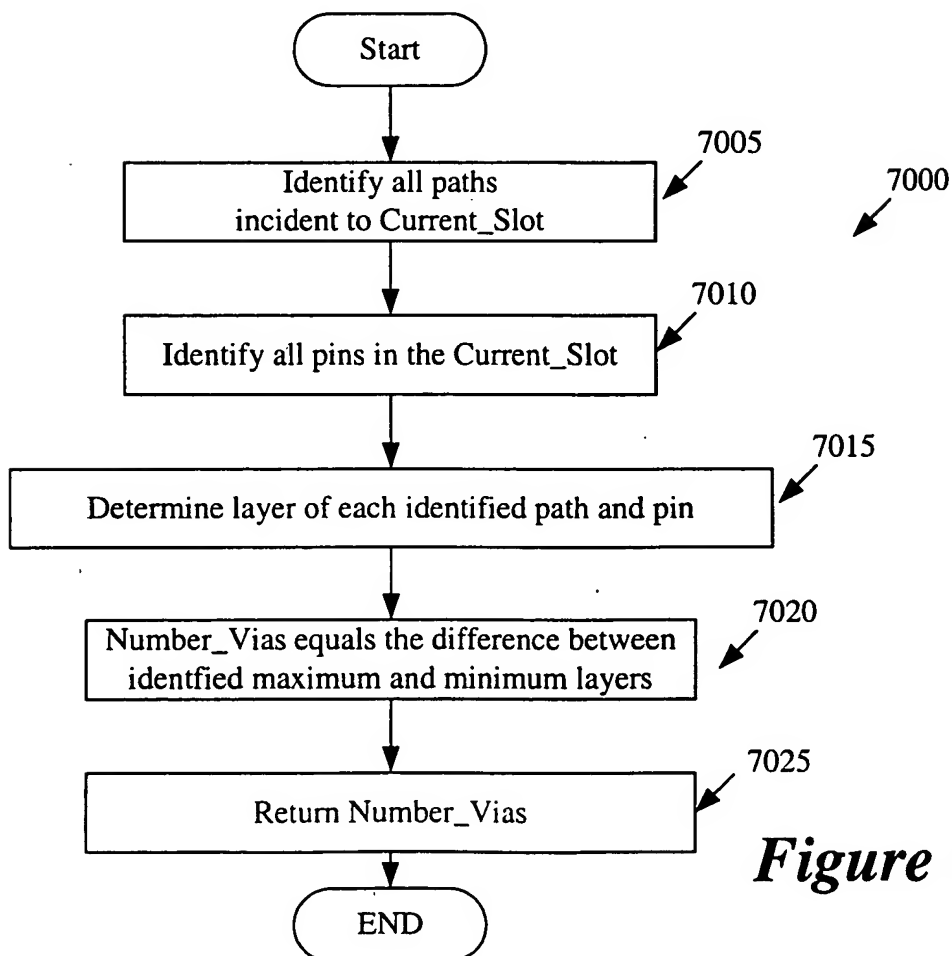 Start
7005
Identify all paths
incident to Current_Slot
7000
7010
Identify all pins in the Current_Slot
7015
Determine layer of each identified path and pin
7020
Number_Vias equals the difference between
identfied maximum and minimum layers
7025
Return Number_Vias
Figure
END